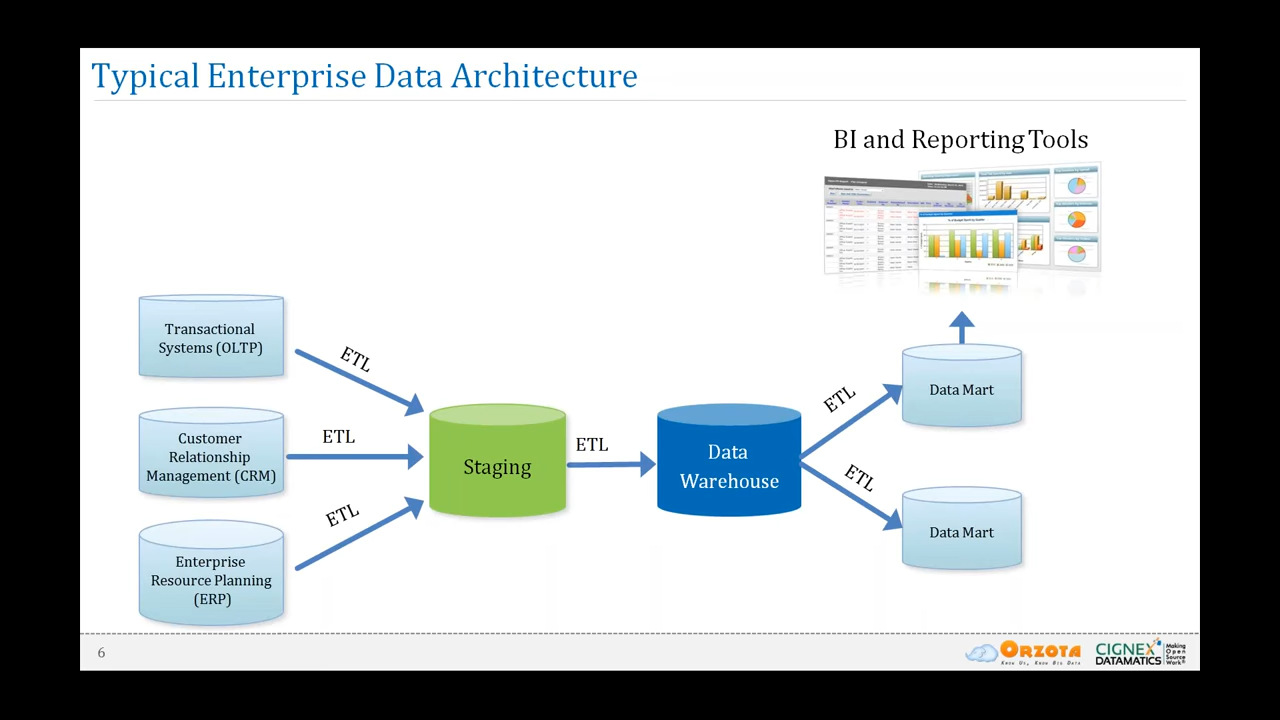 Typical Enterprise Data Architecture
BI and Reporting Tools
Transactional
Systems (OLTP)
ETL
Customer
Relationship
Management (CRM)
ETL
Enterprise
Resource Planning
(ERP)
ETL
Staging
ETL
Data
Warehouse
ETL
ETL
Data Mart
Data Mart
6
ORZOTA
Know Us, Know Big Data
CIGNEX
DATAMATICS
Making
Open
Source
Work®